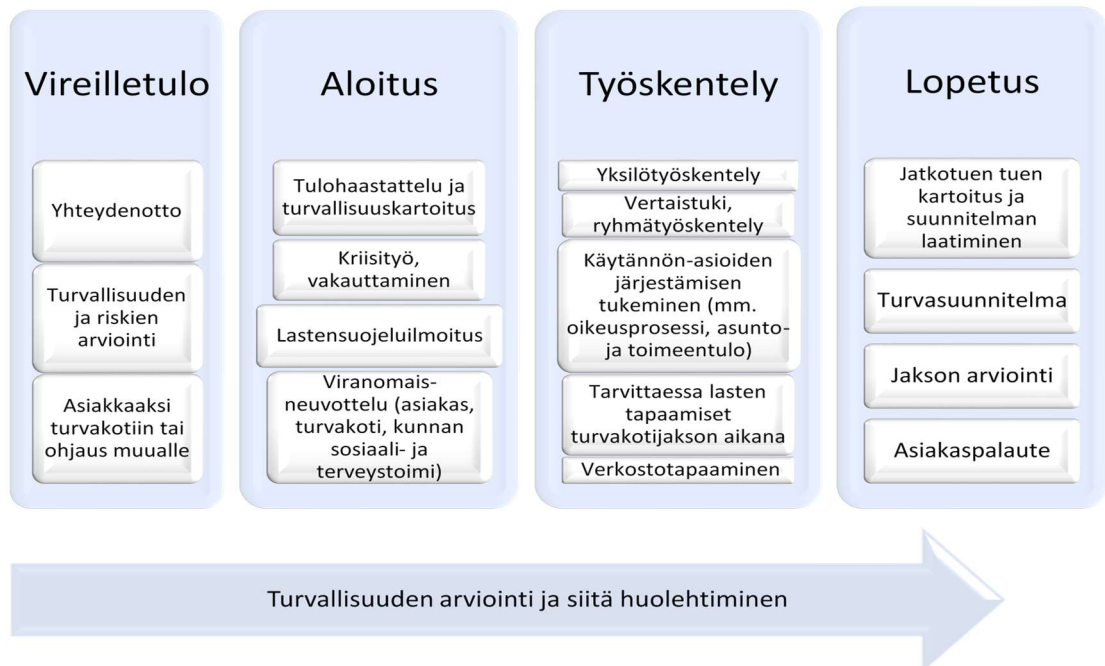 Vireilletulo
Yhteydenotto
Turvallisuuden
ja riskien
arviointi
Asiakkaaksi
turvakotiin tai
ohjaus muualle
Aloitus
Tulohaastattelu ja
turvallisuuskartoitus
Kriisityö,
vakauttaminen
Lastensuojeluilmoitus
Viranomais-
neuvottelu (asiakas,
turvakoti, kunnan
sosiaali- ja
terveystoimi)
Työskentely
Yksilötyöskentely
Vertaistuki,
ryhmätyöskentely
Käytännön-asioiden
järjestämisen
tukeminen (mm.
oikeusprosessi, asunto-
ja toimeentulo)
Tarvittaessa lasten
tapaamiset
turvakotijakson aikana
Verkostotapaaminen
Lopetus
Jatkotuen tuen
kartoitus ja
suunnitelman
laatiminen
Turvasuunnitelma
Jakson arviointi
Asiakaspalaute
Turvallisuuden arviointi ja siitä huolehtiminen